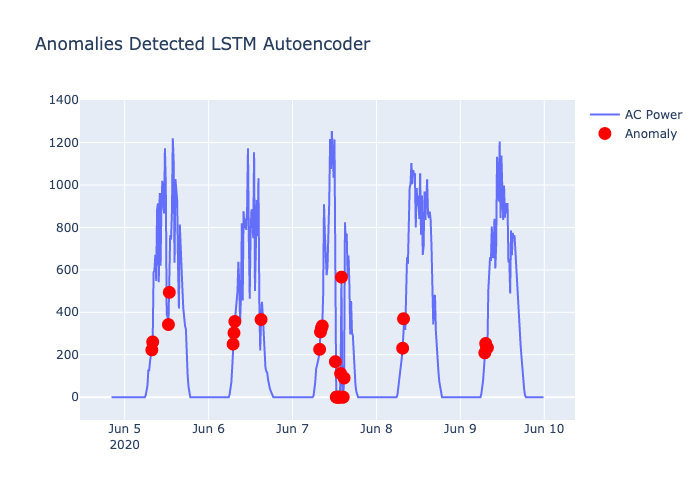 Anomalies Detected LSTM Autoencoder
1400
1200
1000
800
600
400
200
0
Jun 5
2020
Jun 6
Jun 7
Jun 8
Jun 9
Jun 10
AC Power
Anomaly